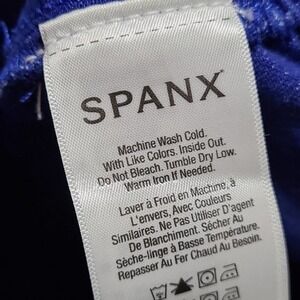 SPANX
Machine Wash Cold.
With Like Colors. Inside Out.
Do Not Bleach. Tumble Dry Low.
Warm Iron If Needed.
Laver à Froid en Machine, à
L'envers, Avec Couleurs
Similaires. Ne Pas Utiliser D'agent
De Blanchiment. Sécher Au
Sèche-linge à Basse Température.
Repasser Au Fer Chaud Au Besoin.